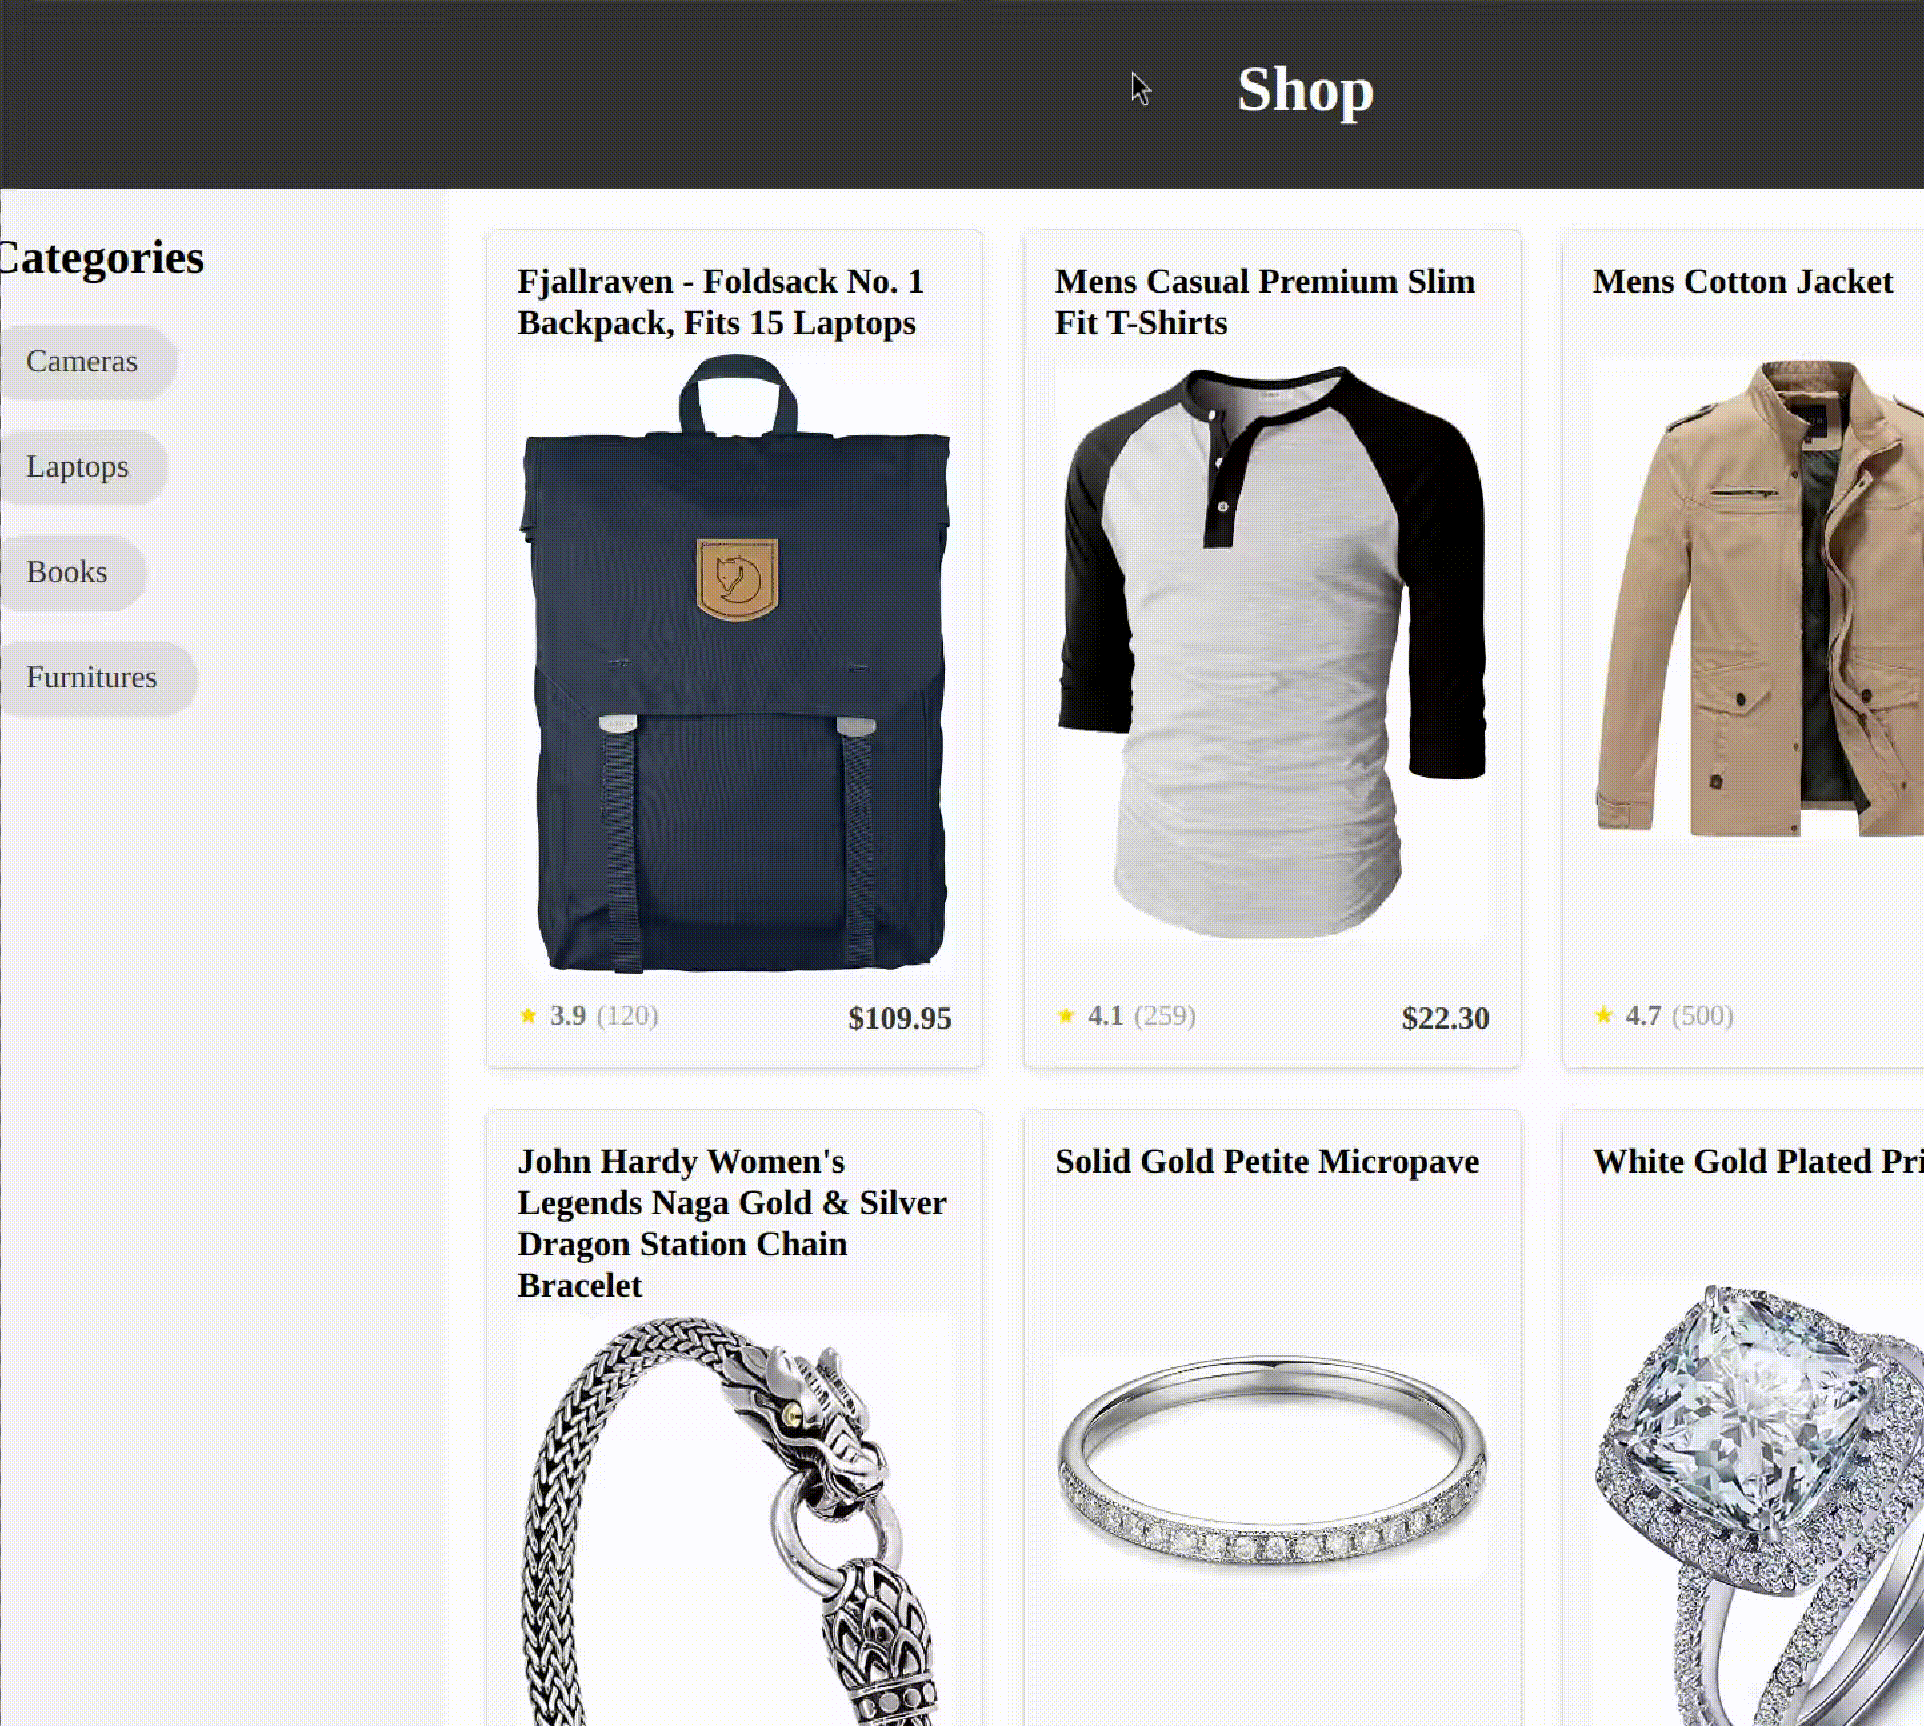 Shop
Categories
Cameras
Laptops
Books
Furnitures
Fjallraven - Foldsack No. 1
Backpack, Fits 15 Laptops
3.9 (120)
$109.95
Mens Casual Premium Slim
Fit T-Shirts
4.1 (259)
$22.30
Mens Cotton Jacket
4.7 (500)
John Hardy Women's
Legends Naga Gold & Silver
Dragon Station Chain
Bracelet
Solid Gold Petite Micropave
White Gold Plated Pri